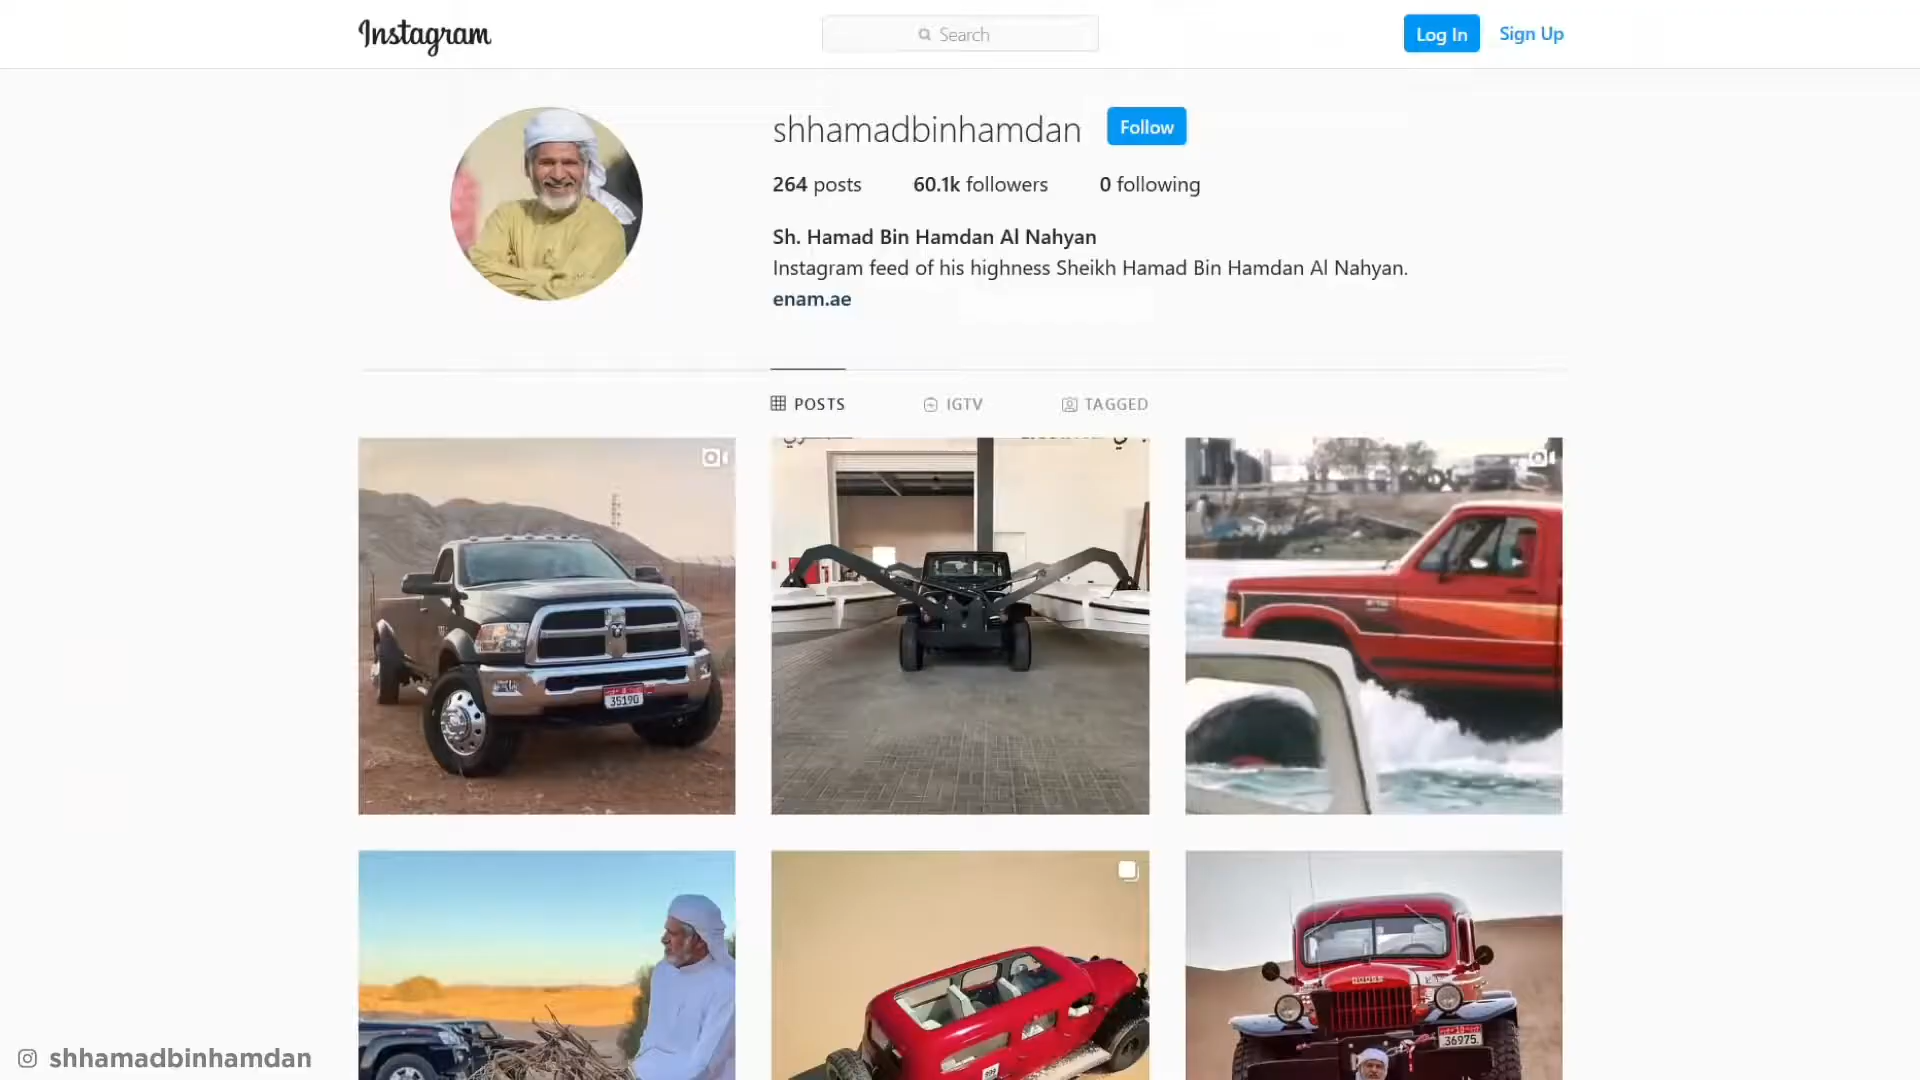 Instagram
Search
Log In
Sign Up
shhamadbinhamdan
Follow
264 posts
60.1k followers
0 following
Sh. Hamad Bin Hamdan Al Nahyan
Instagram feed of his highness Sheikh Hamad Bin Hamdan Al Nahyan.
enam.ae
POSTS
IGTV
TAGGED
35190
DODGE
36975
shhamadbinhamdan